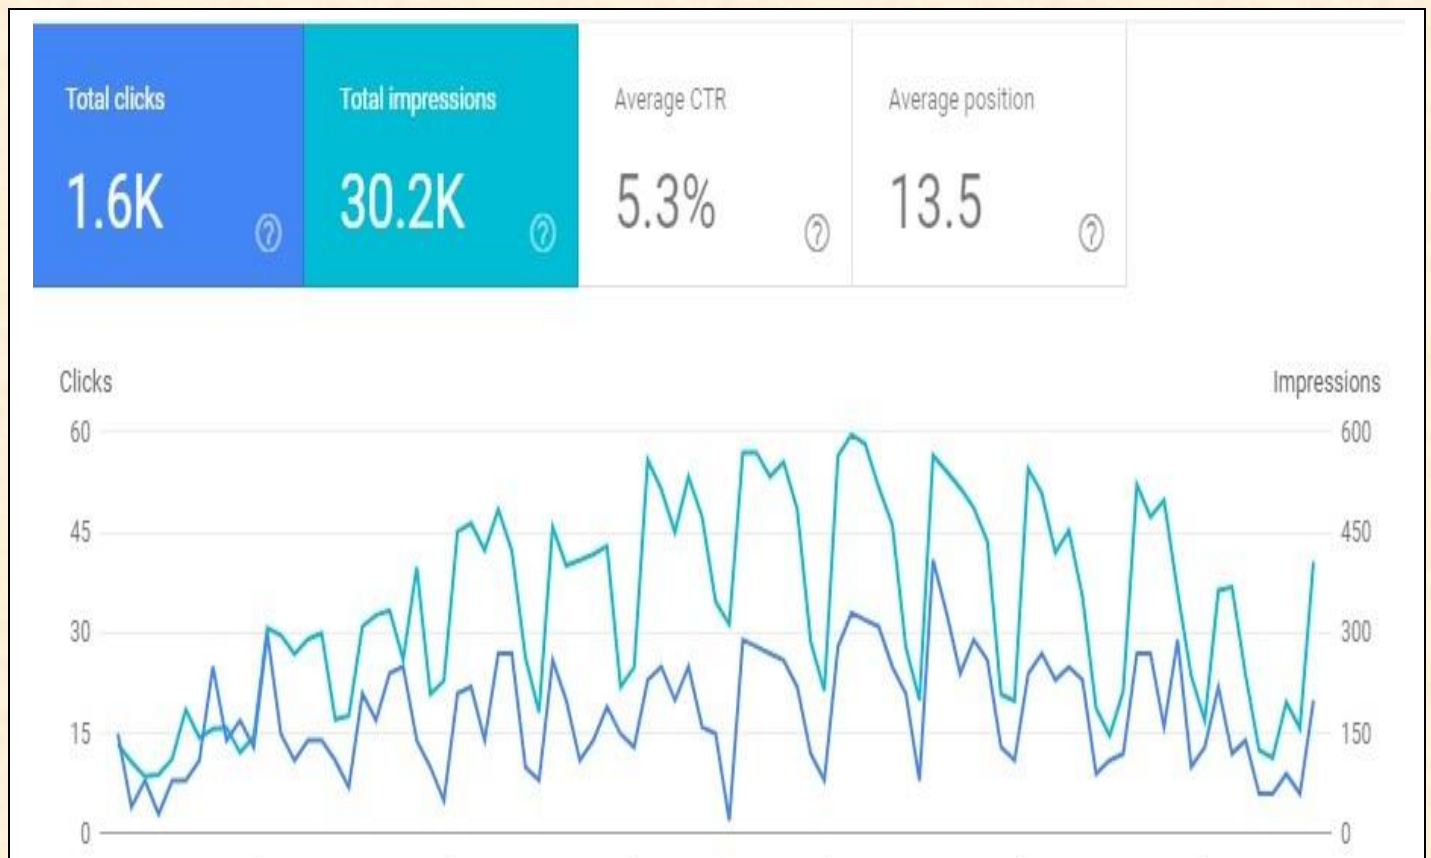 Total clicks
Total impressions
Average CTR
Average position
1.6K
30.2K
5.3%
13.5
Clicks
Impressions
60
600
45
450
30
300
15
150
0
0